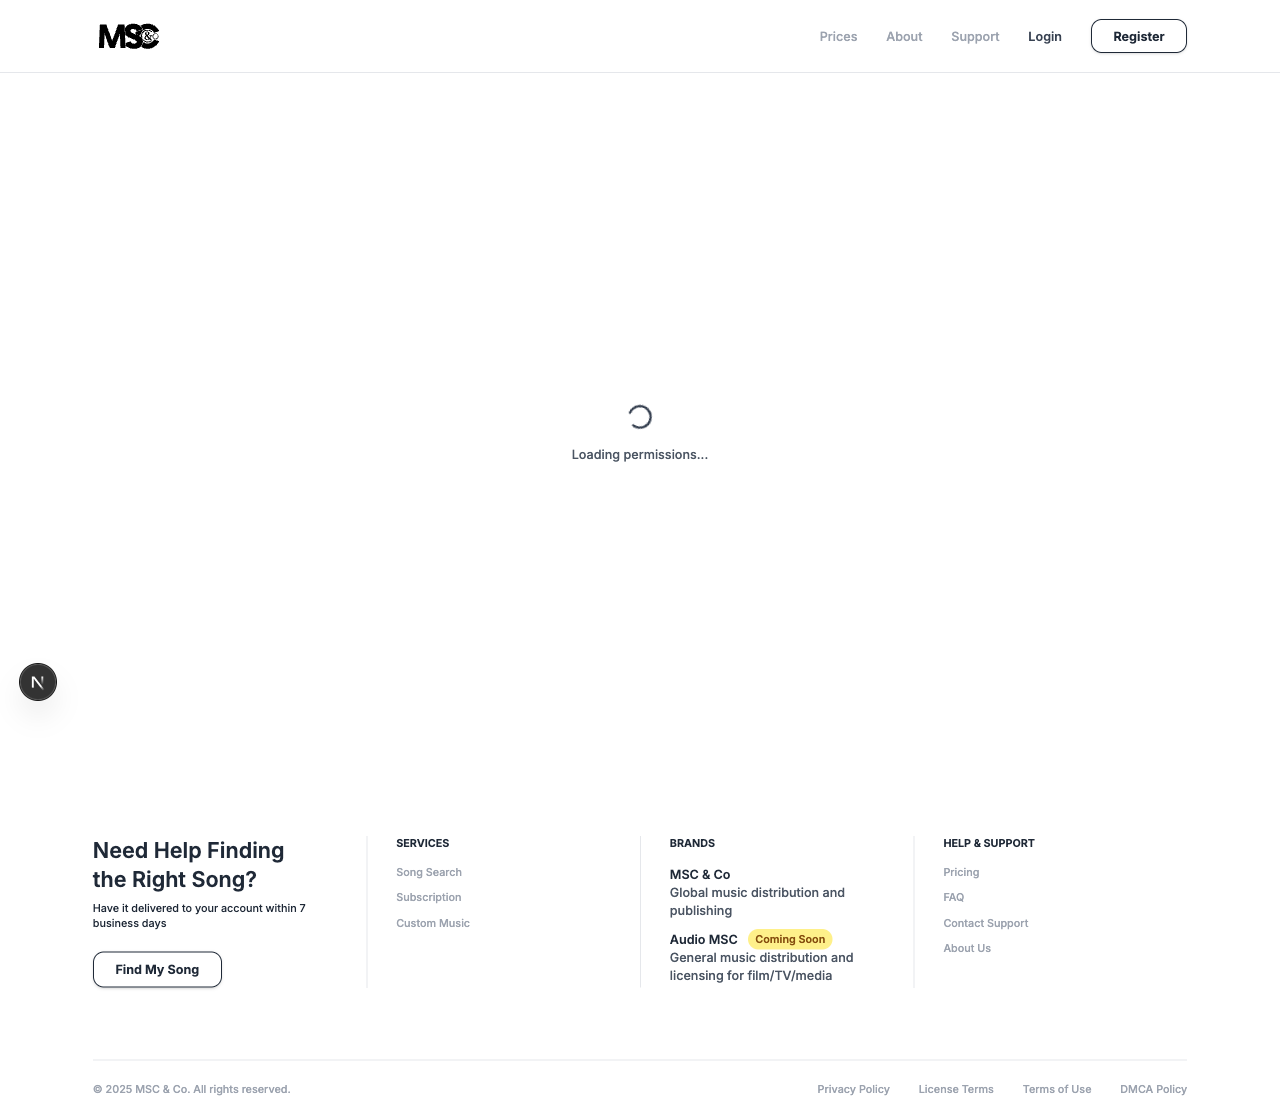 MSC&Co
Prices
About
Support
Login
Register
Loading permissions...
N
Need Help Finding
the Right Song?
Have it delivered to your account within 7
business days
Find My Song
SERVICES
Song Search
Subscription
Custom Music
BRANDS
MSC & Co
Global music distribution and
publishing
Audio MSC Coming Soon
General music distribution and
licensing for film/TV/media
HELP & SUPPORT
Pricing
FAQ
Contact Support
About Us
© 2025 MSC & Co. All rights reserved.
Privacy Policy
License Terms
Terms of Use
DMCA Policy